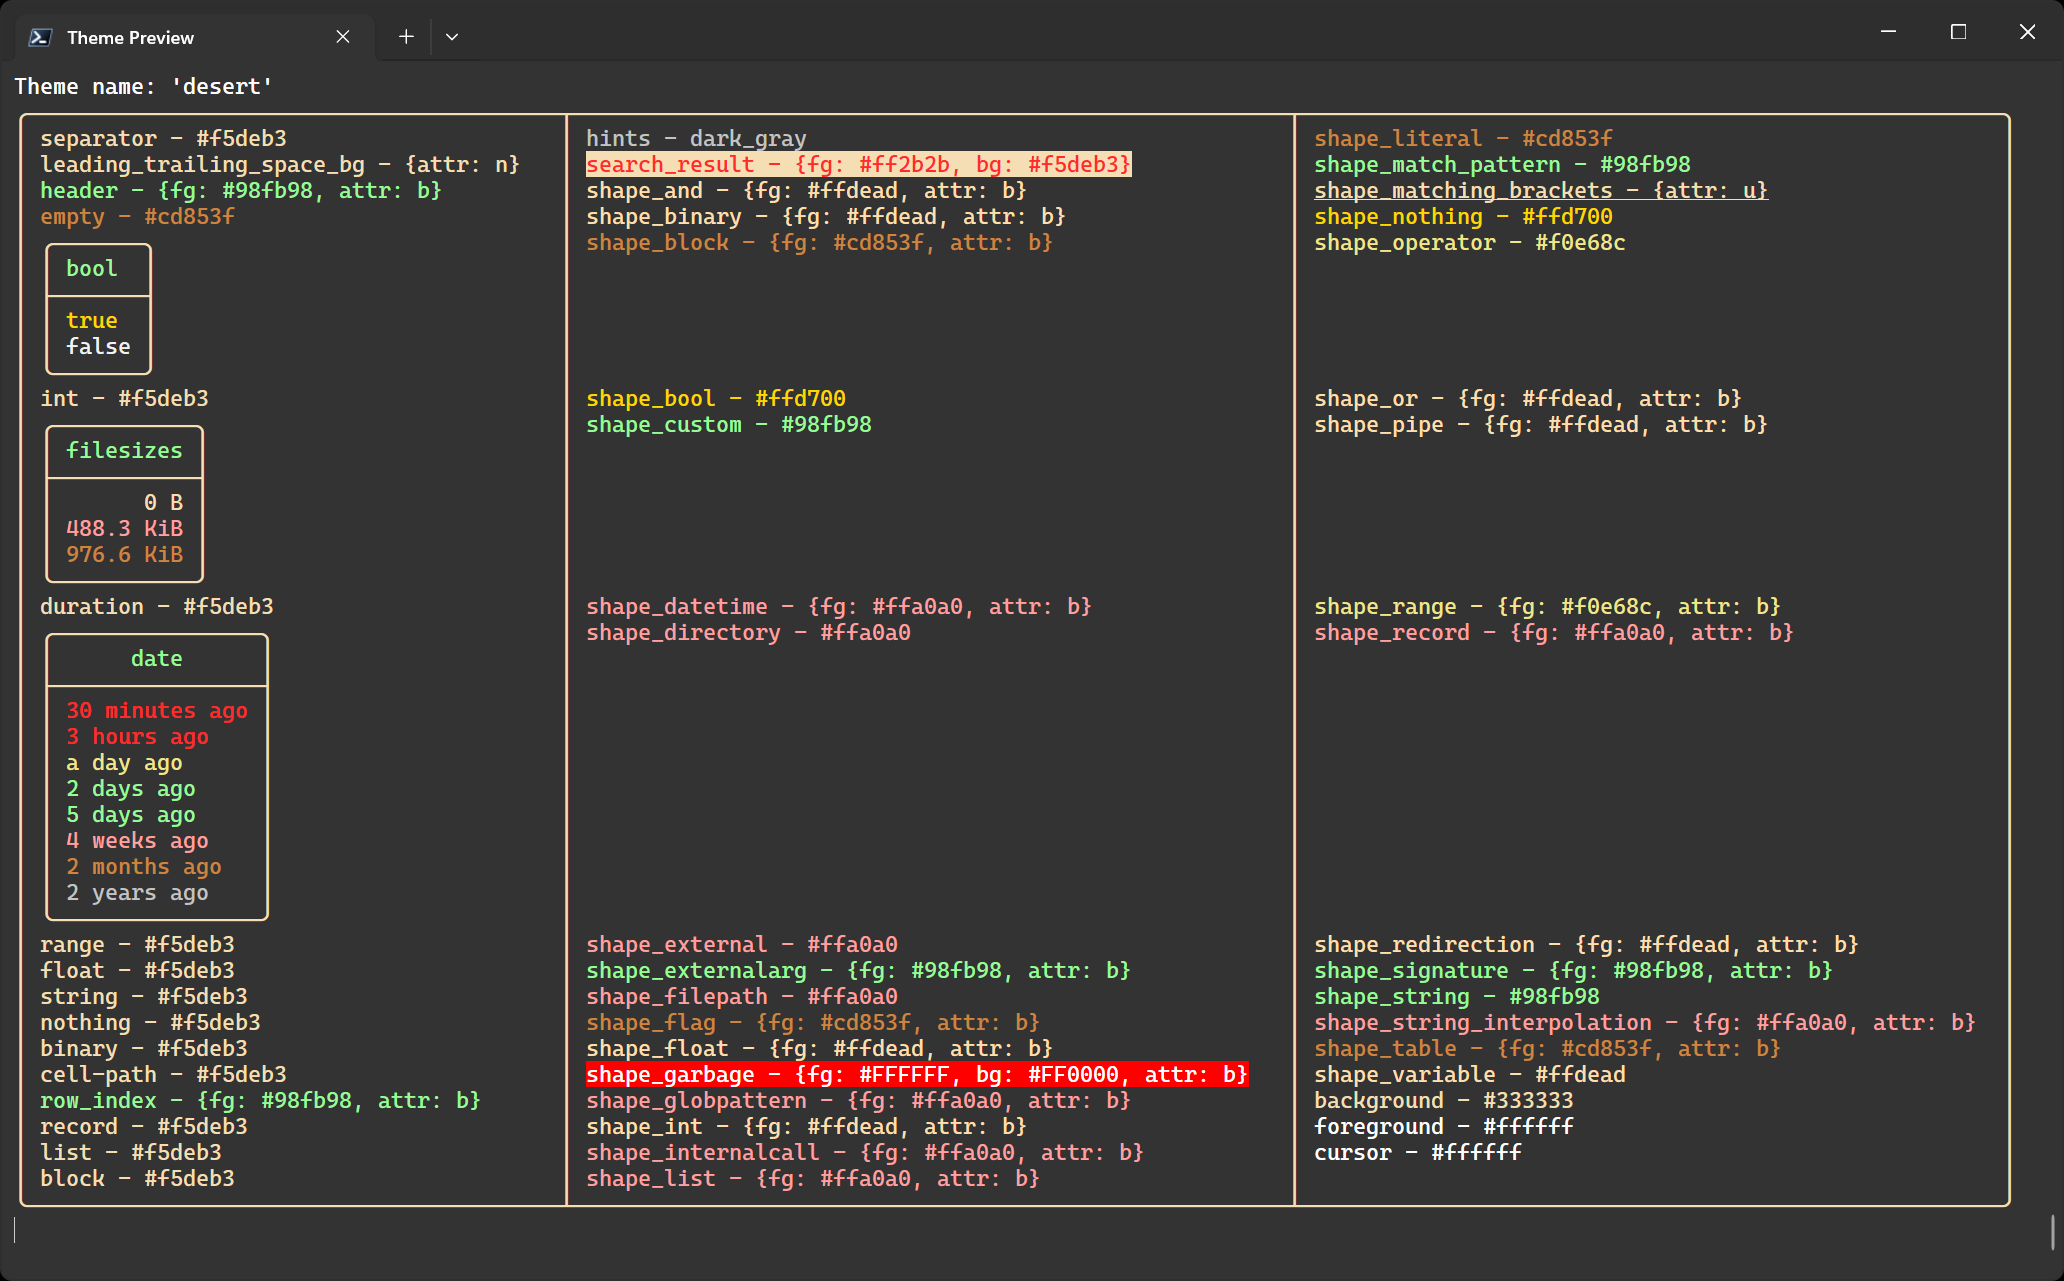 Theme Preview
Theme name: 'desert'
separator - #f5deb3
leading_trailing_space_bg - {attr: n}
header - {fg: #98fb98, attr: b}
empty - #cd853f
bool
true
false
int - #f5deb3
filesizes
0 B
488.3 KiB
976.6 KiB
duration - #f5deb3
date
30 minutes ago
3 hours ago
a day ago
2 days ago
5 days ago
4 weeks ago
2 months ago
2 years ago
range - #f5deb3
float - #f5deb3
string - #f5deb3
nothing - #f5deb3
binary - #f5deb3
cell-path - #f5deb3
row_index - {fg: #98fb98, attr: b}
record - #f5deb3
list - #f5deb3
block - #f5deb3
hints - dark_gray
search_result - {fg: #ff2b2b, bg: #f5deb3}
shape_and - {fg: #ffdead, attr: b}
shape_binary - {fg: #ffdead, attr: b}
shape_block - {fg: #cd853f, attr: b}
shape_bool - #ffd700
shape_custom - #98fb98
shape_datetime - {fg: #ffa0a0, attr: b}
shape_directory - #ffa0a0
shape_external - #ffa0a0
shape_externalarg - {fg: #98fb98, attr: b}
shape_filepath - #ffa0a0
shape_flag - {fg: #cd853f, attr: b}
shape_float - {fg: #ffdead, attr: b}
shape_garbage - {fg: #FFFFFF, bg: #FF0000, attr: b}
shape_globpattern - {fg: #ffa0a0, attr: b}
shape_int - {fg: #ffdead, attr: b}
shape_internalcall - {fg: #ffa0a0, attr: b}
shape_list - {fg: #ffa0a0, attr: b}
shape_literal - #cd853f
shape_match_pattern - #98fb98
shape_matching_brackets - {attr: u}
shape_nothing - #ffd700
shape_operator - #f0e68c
shape_or - {fg: #ffdead, attr: b}
shape_pipe - {fg: #ffdead, attr: b}
shape_range - {fg: #f0e68c, attr: b}
shape_record - {fg: #ffa0a0, attr: b}
shape_redirection - {fg: #ffdead, attr: b}
shape_signature - {fg: #98fb98, attr: b}
shape_string - #98fb98
shape_string_interpolation - {fg: #ffa0a0, attr: b}
shape_table - {fg: #cd853f, attr: b}
shape_variable - #ffdead
background - #333333
foreground - #ffffff
cursor - #ffffff